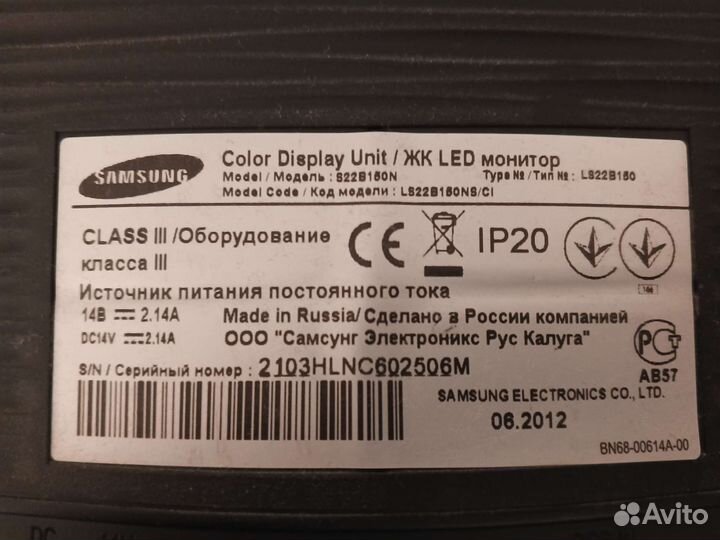 SAMSUNG
Color Display Unit / ЖК LED монитор
Model / Модель : S22B150N Type № / Тип № : LS22B150
Model Code / Код модели : LS22B150NS/CI
CLASS III /Оборудование
класса III
CE
IP20
Источник питания постоянного тока
14В 2.14A
DC14V 2.14A
Made in Russia/ Сделано в России компанией
ООО "Самсунг Электроникс Рус Калуга"
S/N / Серийный номер : 2103HLNC602506M
АВ57
SAMSUNG ELECTRONICS CO., LTD.
06.2012
BN68-00614A-00
Avito